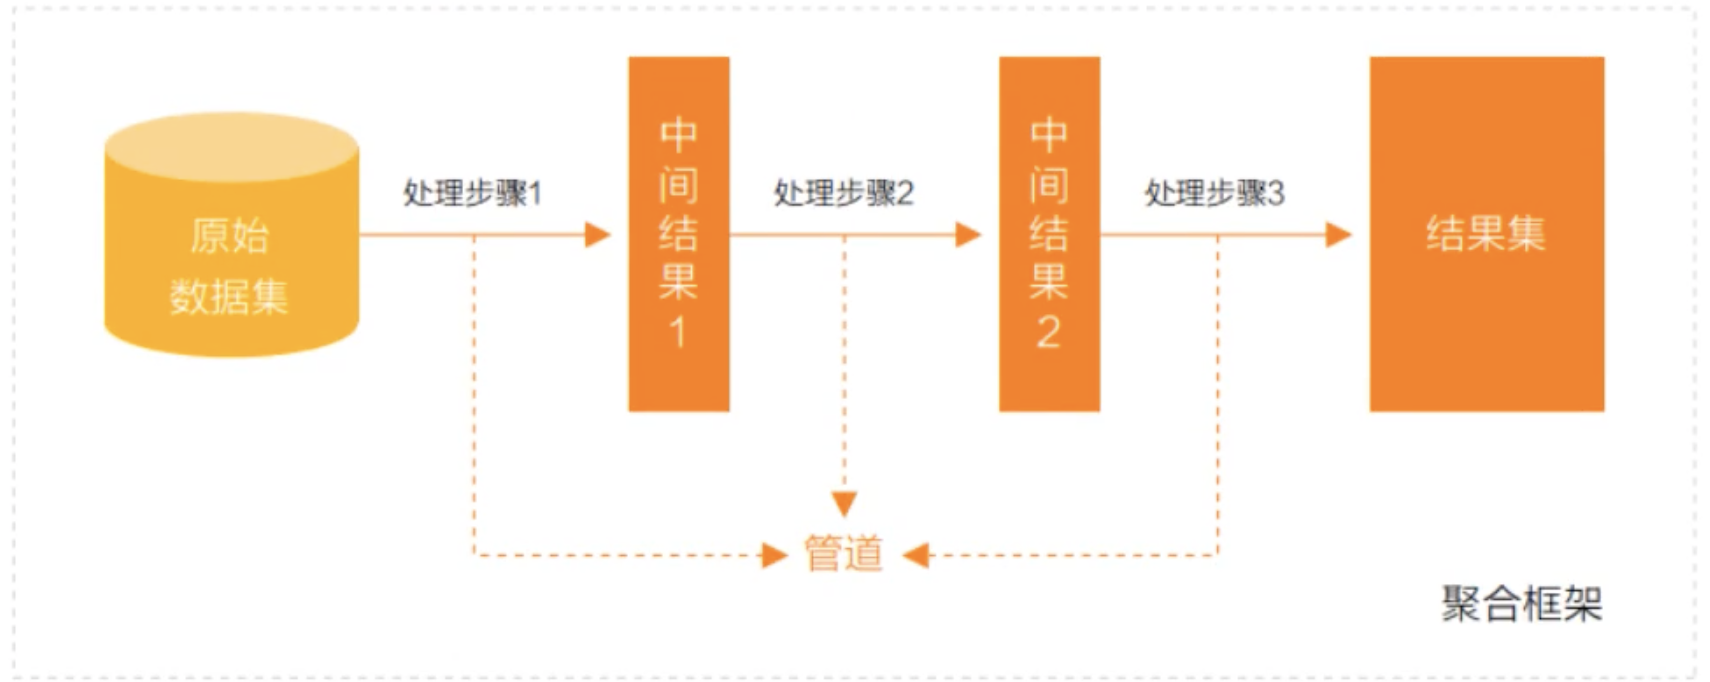 原始
数据集
处理步骤1
中间结果1
处理步骤2
中间结果2
处理步骤3
结果集
管道
聚合框架